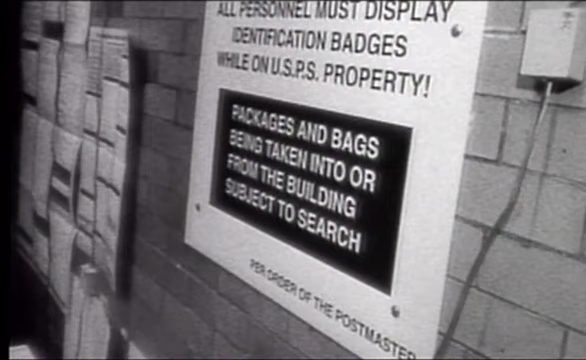 ALL PERSONNEL MUST DISPLAY
IDENTIFICATION BADGES
WHILE ON U.S.P.S. PROPERTY!
PACKAGES AND BAGS
BEING TAKEN INTO OR
FROM THE BUILDING
SUBJECT TO SEARCH
PER ORDER OF THE POSTMASTER